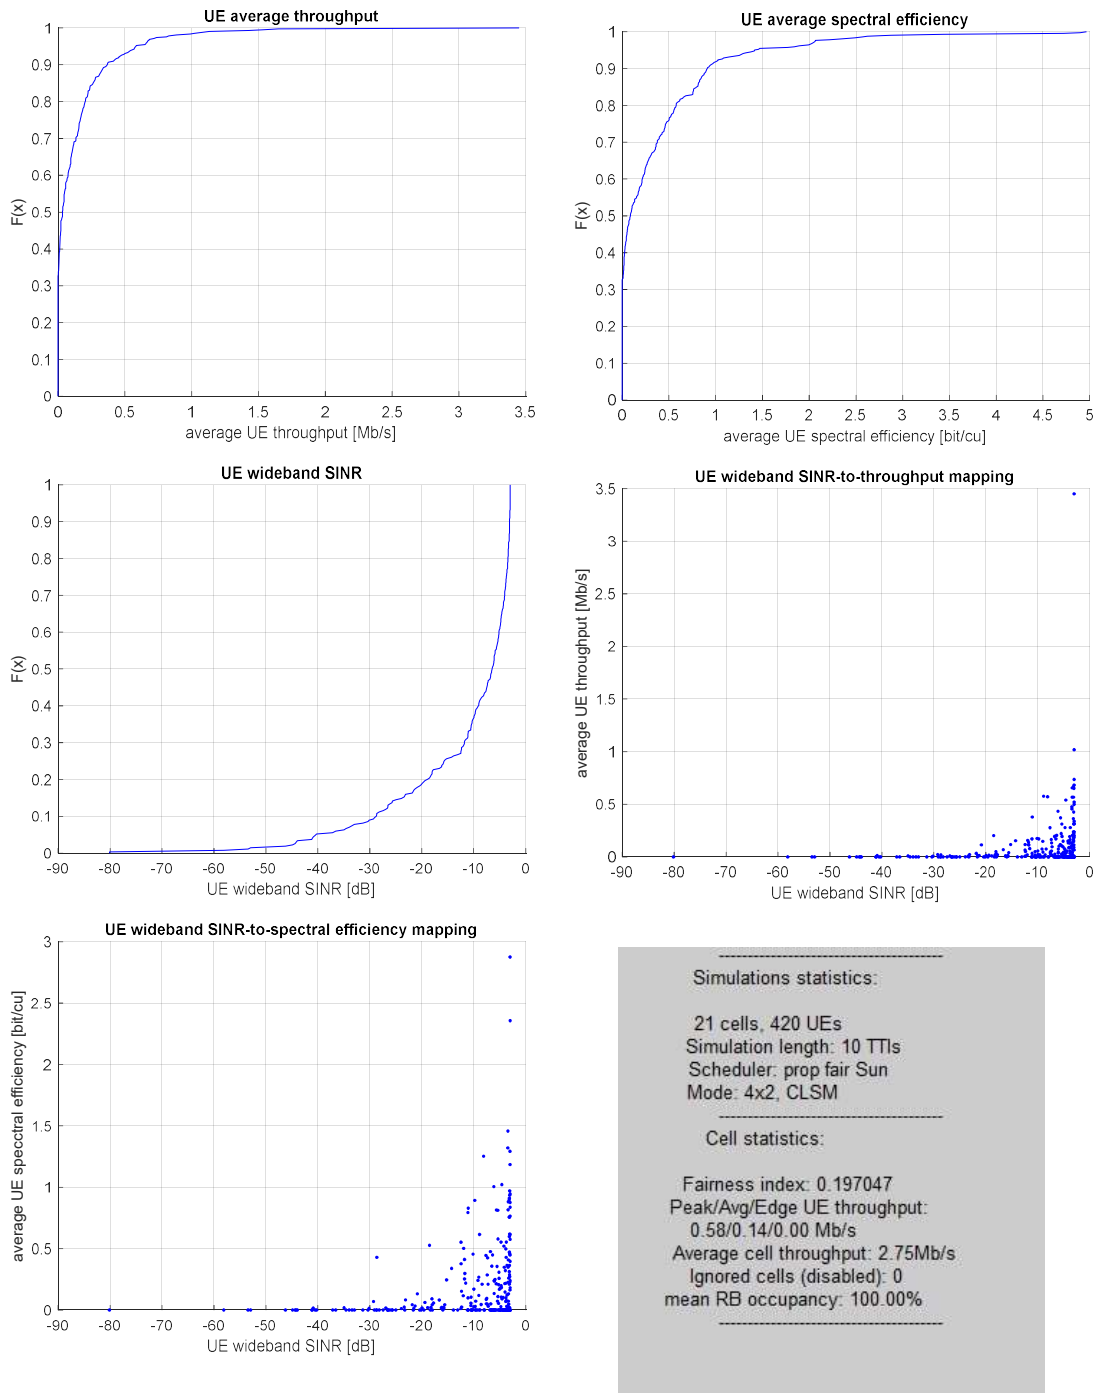 UE average throughput
1
0.9
0.8
0.7
0.6
0.5
0.4
0.3
0.2
0.1
0
F(x)
0 0.5 1 1.5 2 2.5 3 3.5
average UE throughput [Mb/s]
UE average spectral efficiency
1
0.9
0.8
0.7
0.6
0.5
0.4
0.3
0.2
0.1
0
F(x)
0 0.5 1 1.5 2 2.5 3 3.5 4 4.5 5
average UE spectral efficiency [bit/cu]
UE wideband SINR
1
0.9
0.8
0.7
0.6
0.5
0.4
0.3
0.2
0.1
0
F(x)
-90 -80 -70 -60 -50 -40 -30 -20 -10 0
UE wideband SINR [dB]
UE wideband SINR-to-throughput mapping
3.5
3
2.5
2
1.5
1
0.5
0
average UE throughput [Mb/s]
-90 -80 -70 -60 -50 -40 -30 -20 -10 0
UE wideband SINR [dB]
UE wideband SINR-to-spectral efficiency mapping
3
2.5
2
1.5
1
0.5
0
average UE specctral efficiency [bit/cu]
-90 -80 -70 -60 -50 -40 -30 -20 -10 0
UE wideband SINR [dB]
----------------------------------------
Simulations statistics:
21 cells, 420 UEs
Simulation length: 10 TTIs
Scheduler: prop fair Sun
Mode: 4x2, CLSM
----------------------------------------
Cell statistics:
Fairness index: 0.197047
Peak/Avg/Edge UE throughput:
0.58/0.14/0.00 Mb/s
Average cell throughput: 2.75Mb/s
Ignored cells (disabled): 0
mean RB occupancy: 100.00%
----------------------------------------